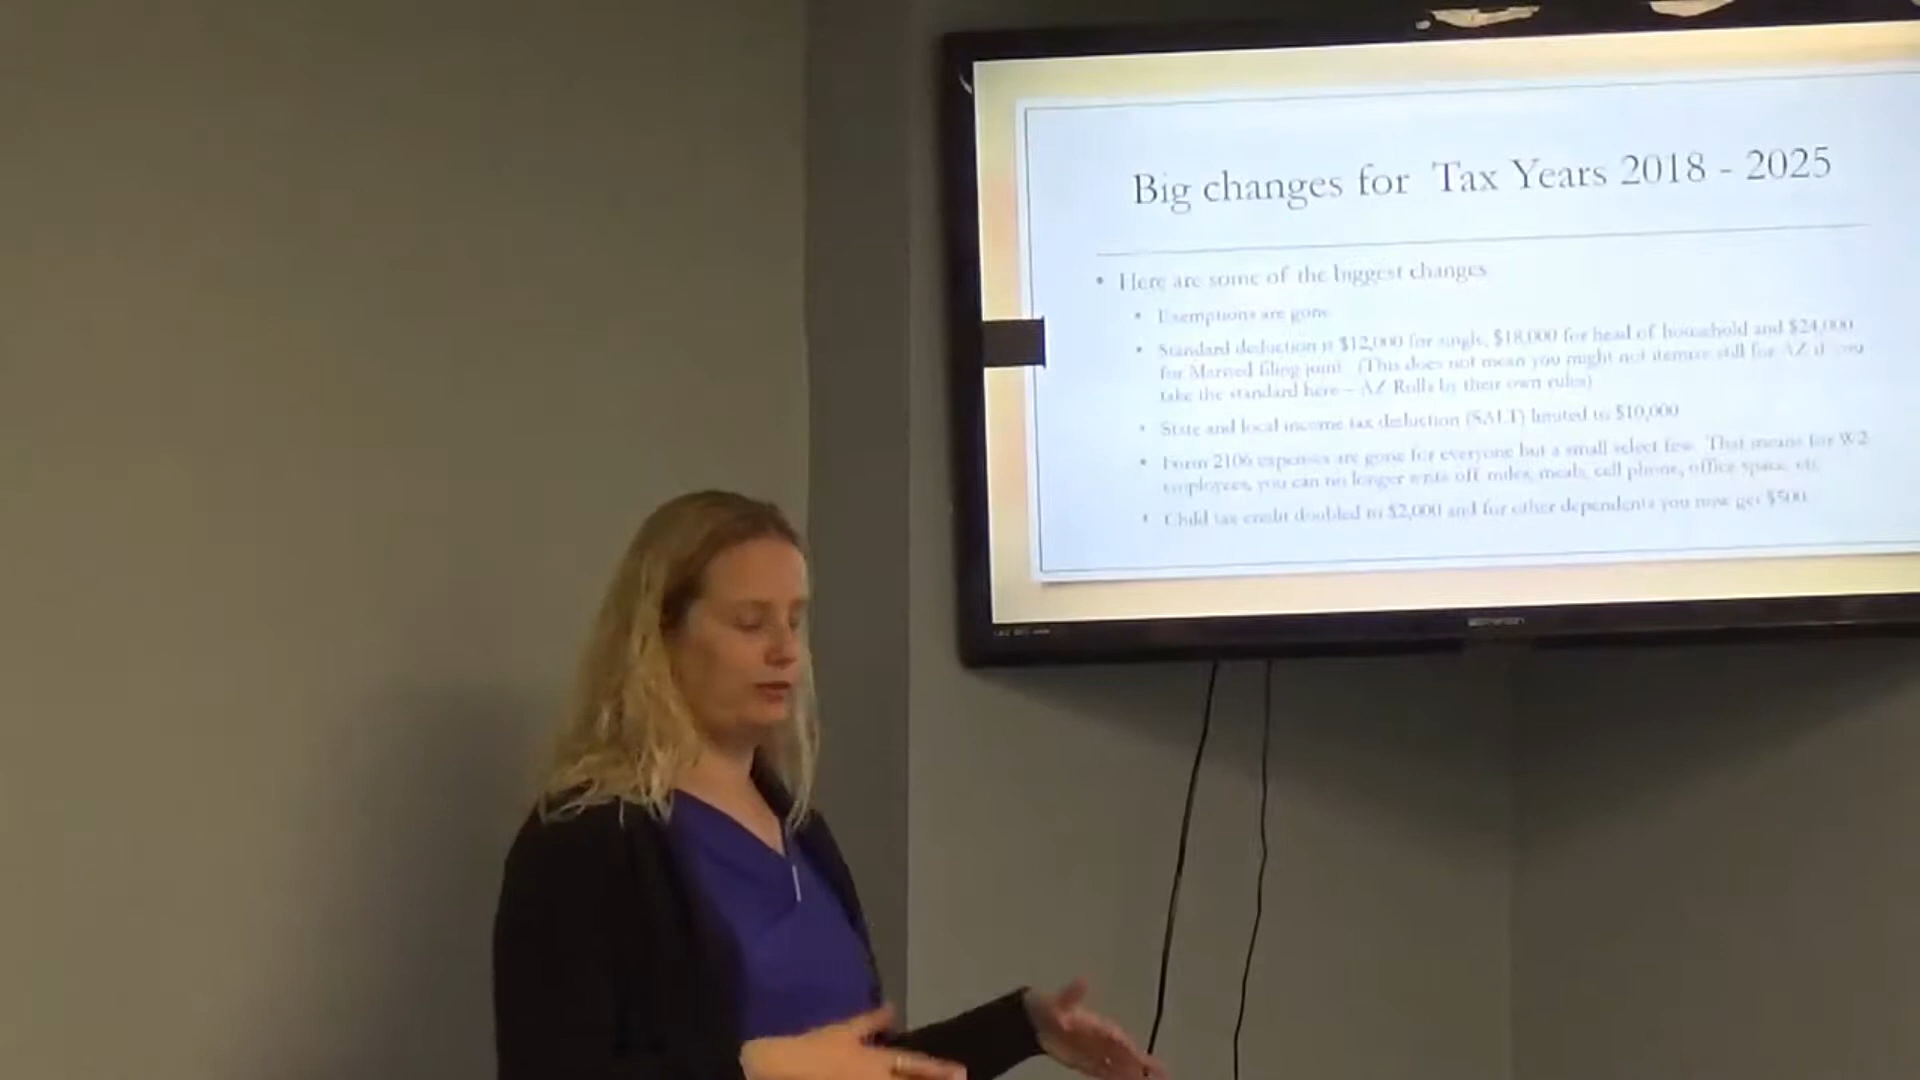 Big changes for Tax Years 2018 - 2025
• Here are some of the biggest changes
• Exemptions are gone
• Standard deduction is $12,000 for single, $18,000 for head of household and $24,000
for Married filing joint. (This does not mean you might not itemize still for AZ if you
take the standard here – AZ Rolls by their own rules)
• State and local income tax deduction (SALT) limited to $10,000
• Form 2106 expenses are gone for everyone but a small select few. That means for W2
employees, you can no longer write off miles, meals, cell phone, office space, etc
• Child tax credit doubled to $2,000 and for other dependents you now get $500